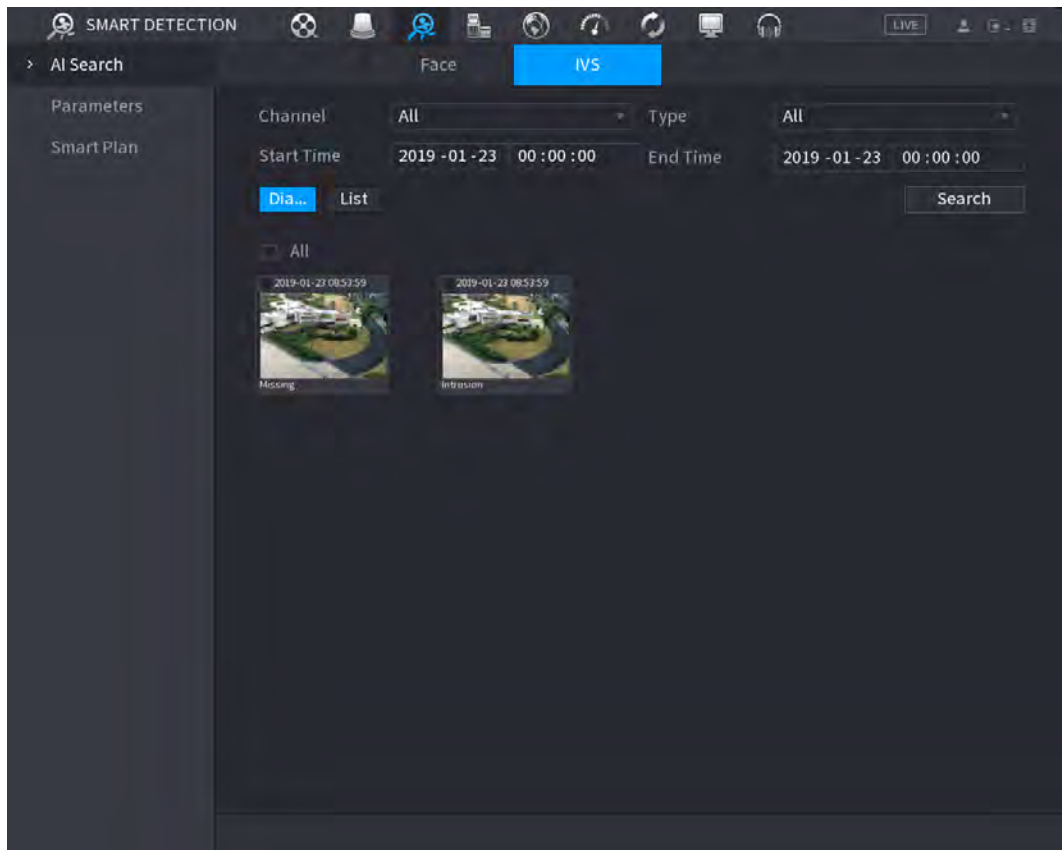 SMART DETECTION LIVE
> AI Search Face IVS
Parameters
Smart Plan
Channel All Type All
Start Time 2019 -01 -23 00 :00 :00 End Time 2019 -01 -23 00 :00 :00
Dia... List Search
All
2019-01-23 08:53:59 2019-01-23 08:53:59
Missing Intrusion